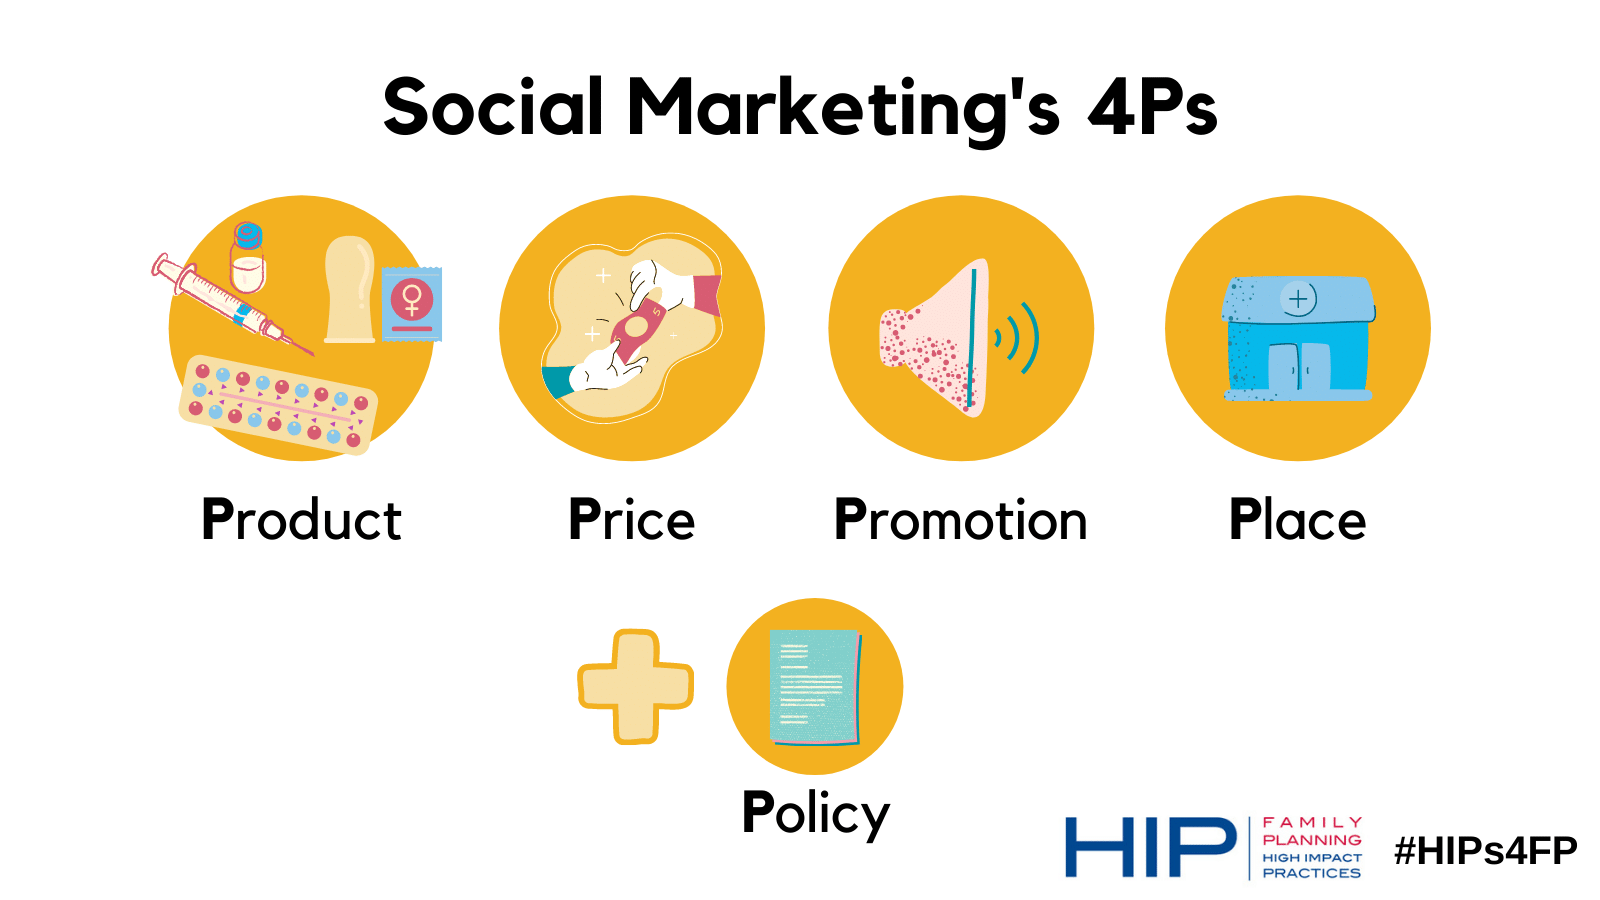 Social Marketing's 4Ps
Product
Price
Promotion
Place
Policy
HIP
FAMILY
PLANNING
HIGH IMPACT
PRACTICES
#HIPs4FP